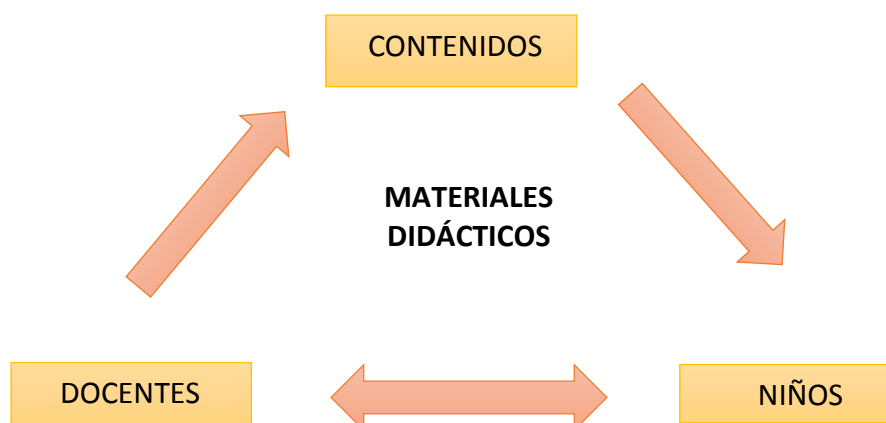 CONTENIDOS
MATERIALES
DIDÁCTICOS
DOCENTES
NIÑOS